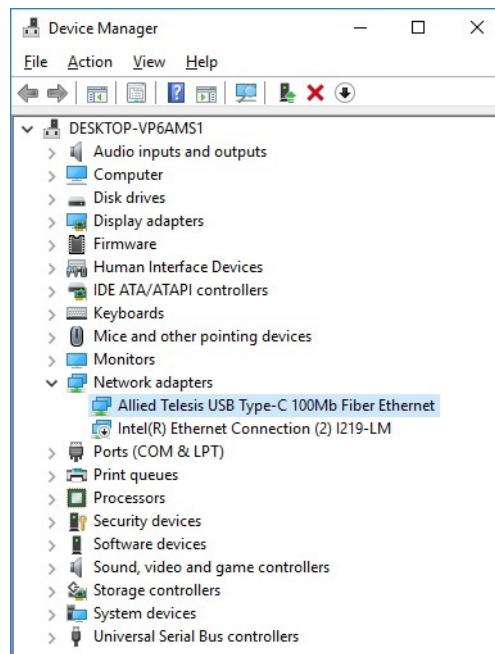 Device Manager
File Action View Help
DESKTOP-VP6AMS1
Audio inputs and outputs
Computer
Disk drives
Display adapters
Firmware
Human Interface Devices
IDE ATA/ATAPI controllers
Keyboards
Mice and other pointing devices
Monitors
Network adapters
Allied Telesis USB Type-C 100Mb Fiber Ethernet
Intel(R) Ethernet Connection (2) I219-LM
Ports (COM & LPT)
Print queues
Processors
Security devices
Software devices
Sound, video and game controllers
Storage controllers
System devices
Universal Serial Bus controllers